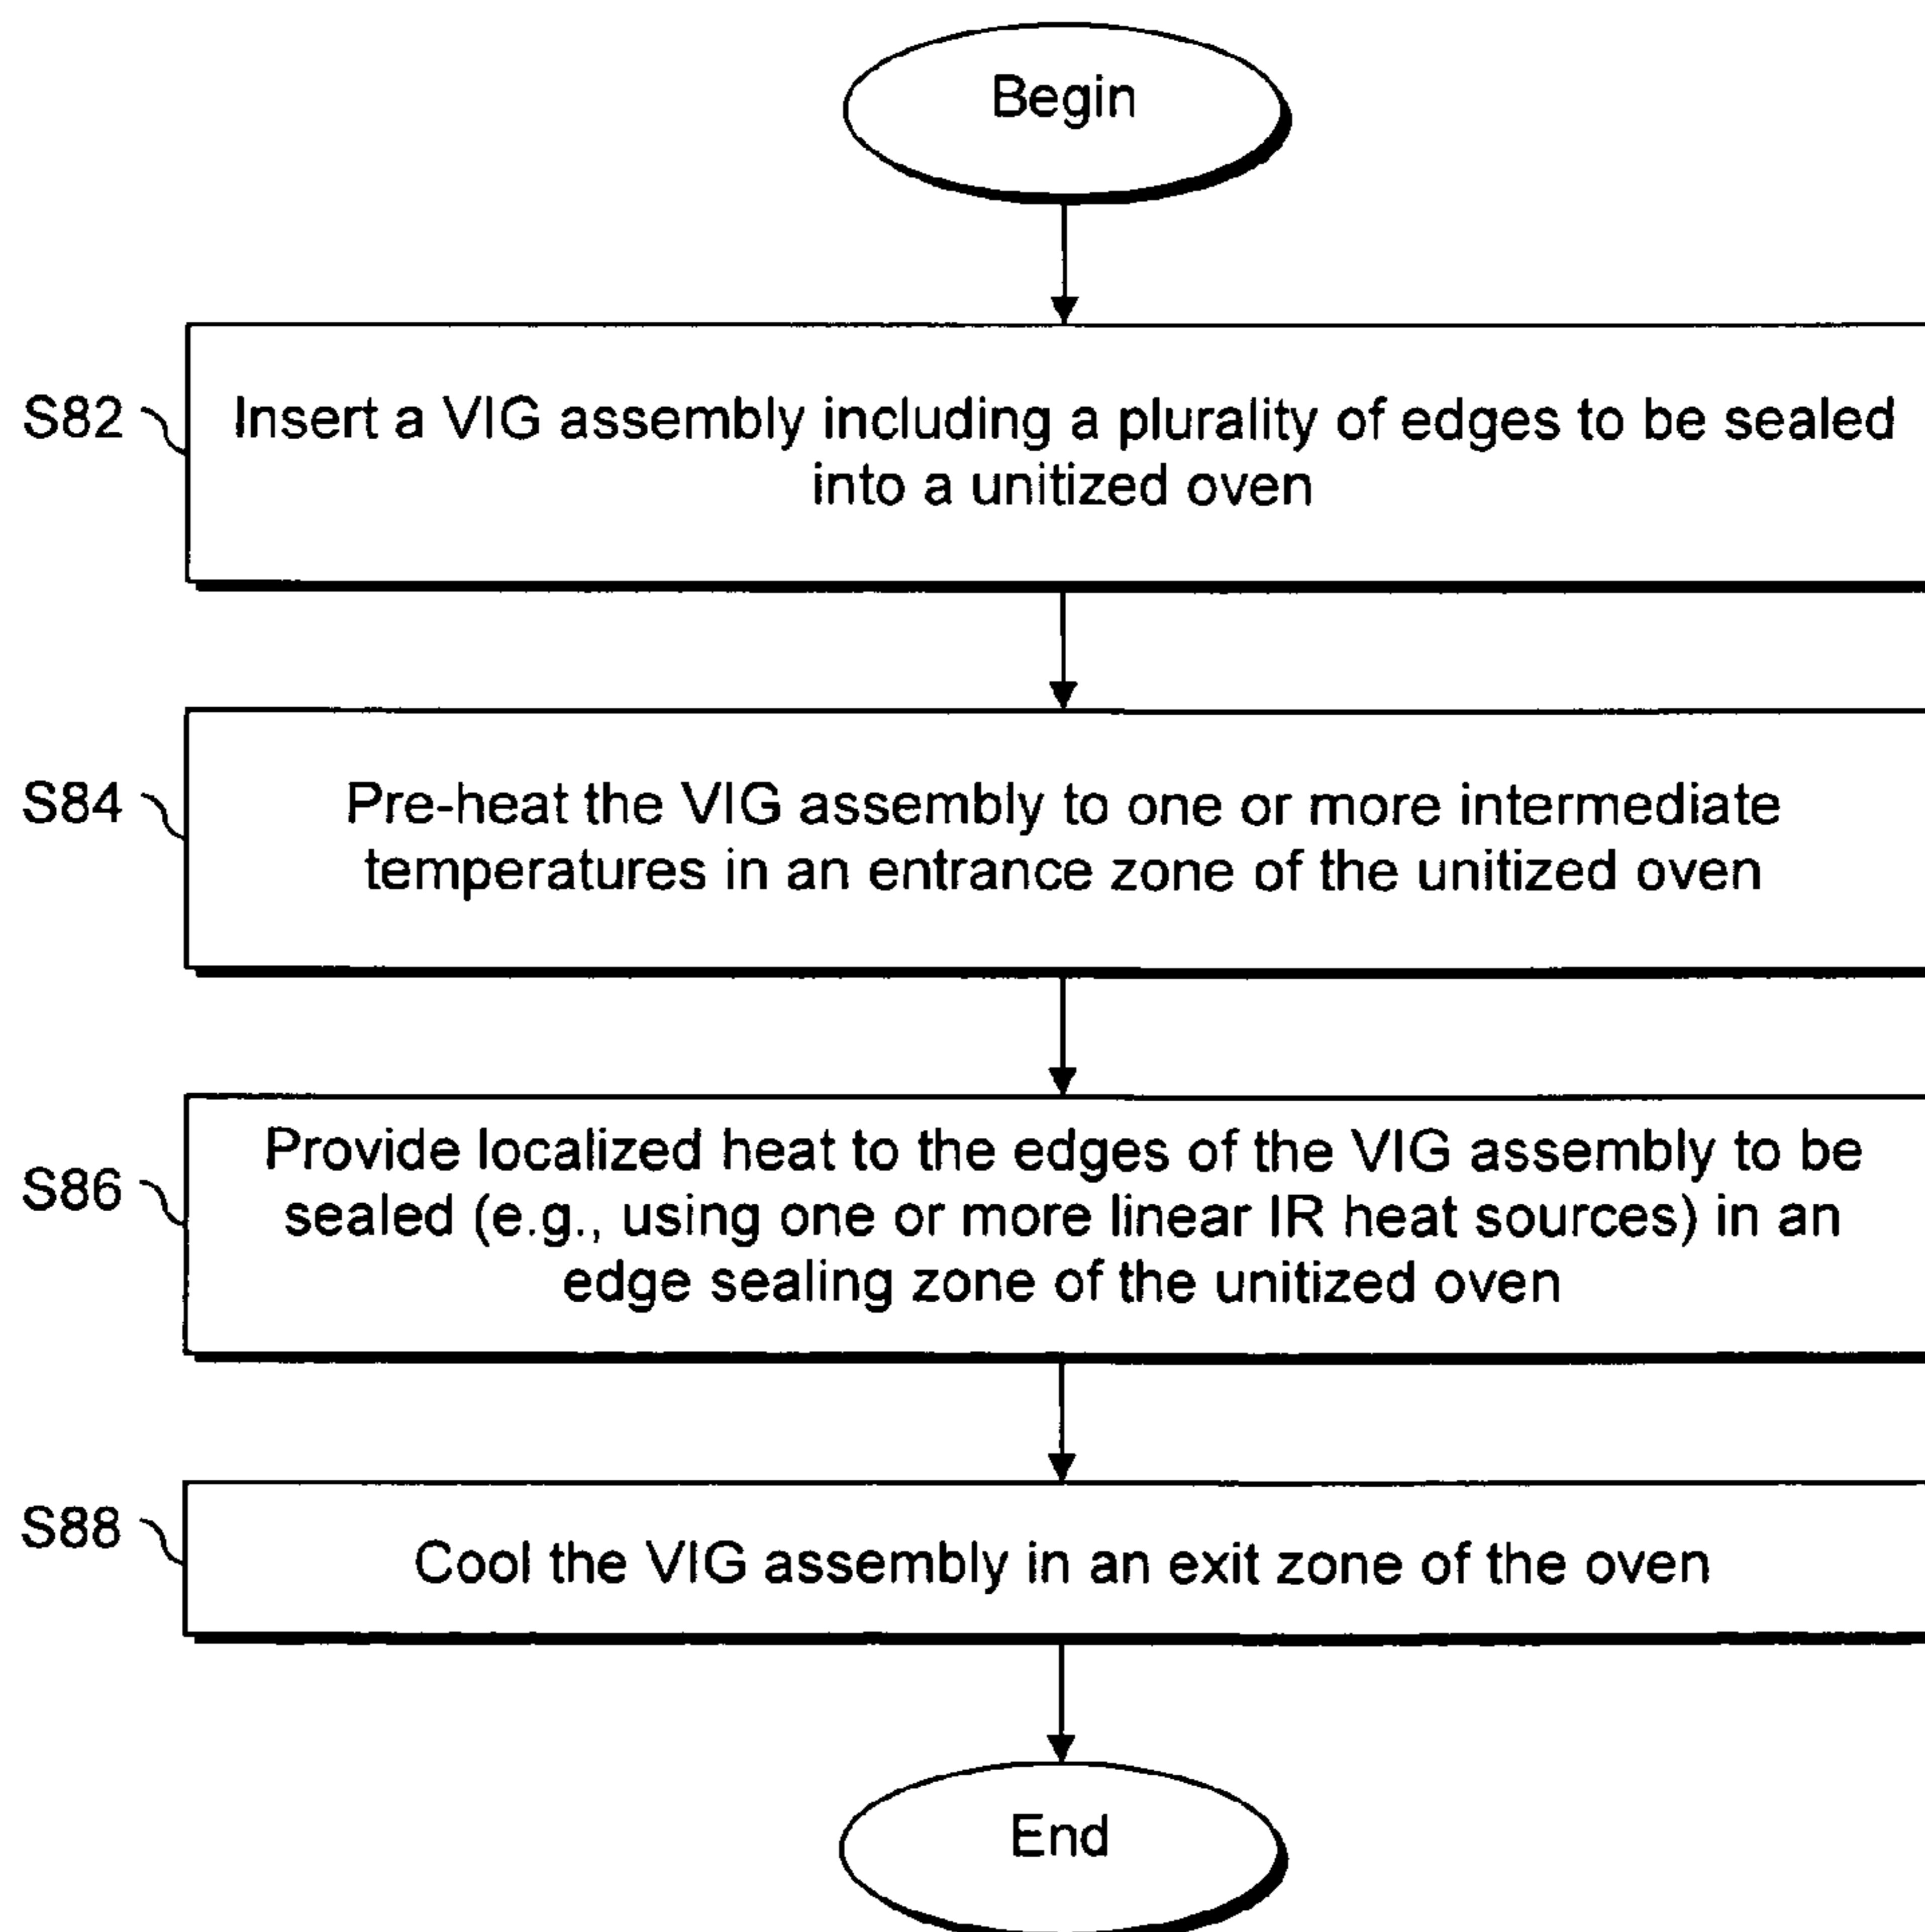 Begin
S82
Insert a VIG assembly including a plurality of edges to be sealed
into a unitized oven
S84
Pre-heat the VIG assembly to one or more intermediate
temperatures in an entrance zone of the unitized oven
S86
Provide localized heat to the edges of the VIG assembly to be
sealed (e.g., using one or more linear IR heat sources) in an
edge sealing zone of the unitized oven
S88
Cool the VIG assembly in an exit zone of the oven
End